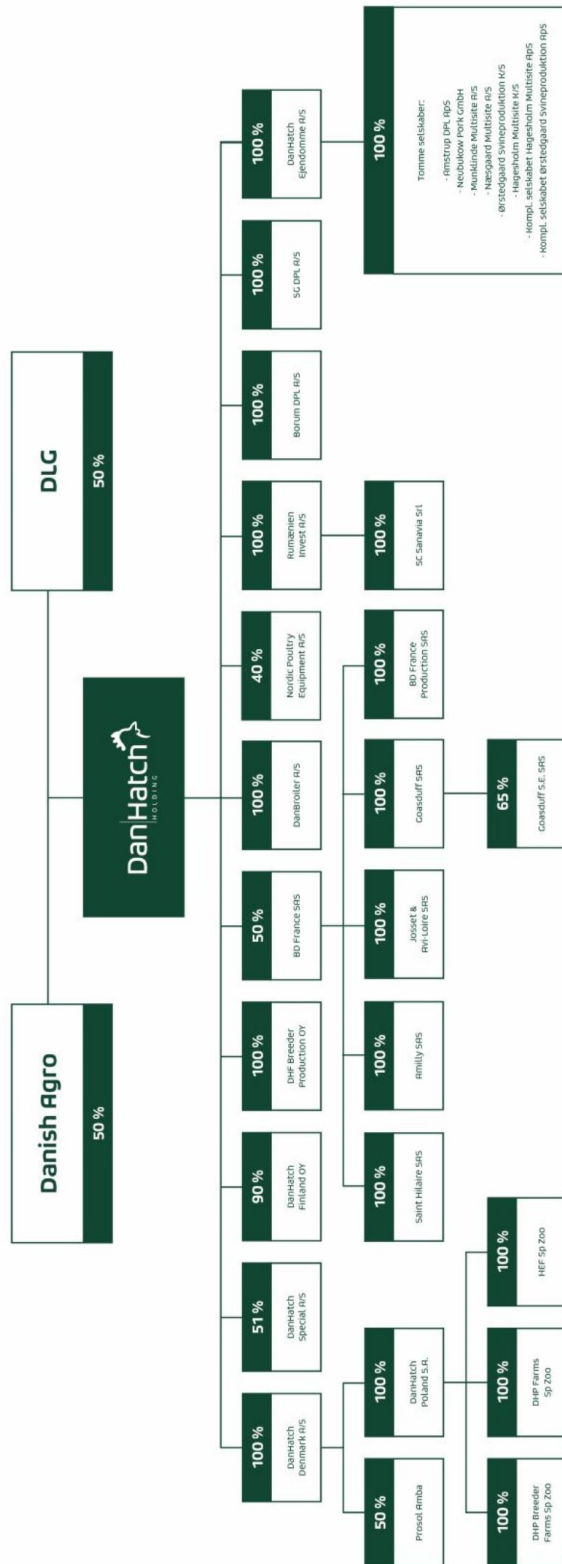 Danish Agro
50 %
DLG
50 %
DanHatch
HOLDING
100 %
DanHatch
Denmark A/S
51 %
DanHatch
Special A/S
90 %
DanHatch
Finland OY
100 %
DHF Breeder
Production OY
50 %
BD France SAS
100 %
DanBroiler A/S
40 %
Nordic Poultry
Equipment A/S
100 %
Rumænien
Invest A/S
100 %
Borum DPL A/S
100 %
SG DPL A/S
100 %
DanHatch
Ejendomme A/S
50 %
Prosol Amba
100 %
DanHatch
Poland S.A.
100 %
Saint Hilaire SAS
100 %
Amilly SAS
100 %
Josset &
Avi-Loire SAS
100 %
Goasduff SAS
100 %
BD France
Production SAS
100 %
SC Sanavia Srl
100 %
Tomme selskaber:
- Amstrup DPL ApS
- Neubukow Pork GmbH
- Munklinde Multisite A/S
- Næsgaard Multisite A/S
- Ørstedgaard Svineproduktion K/S
- Hagesholm Multisite K/S
- Kompl. selskabet Hagesholm Multisite ApS
- Kompl. selskabet Ørstedgaard Svineproduktion Aps
100 %
DHP Breeder
Farms Sp Zoo
100 %
DHP Farms
Sp Zoo
100 %
HEF Sp Zoo
65 %
Goasduff S.E. SAS